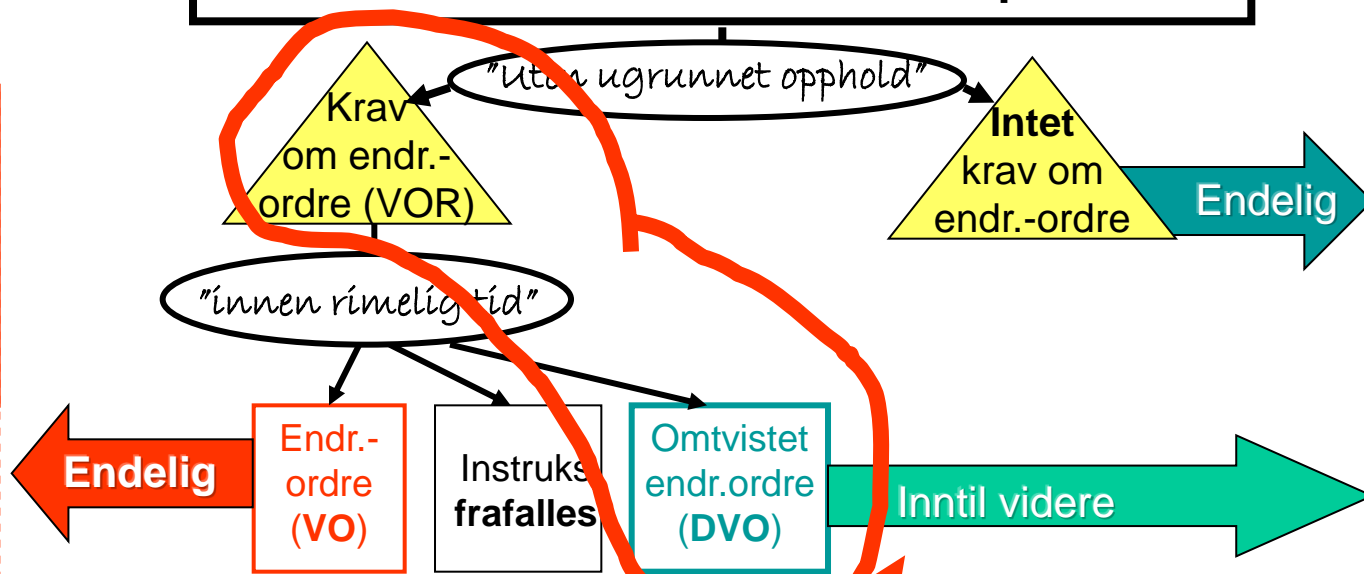 "Uten ugrunnet opphold"
Krav
om endr.-
ordre (VOR)
Intet
krav om
endr.-ordre
Endelig
"innen rimelig tid"
Endelig
Endr.-
ordre
(VO)
Instruks
frafalles
Omtvistet
endr.ordre
(DVO)
Inntil videre